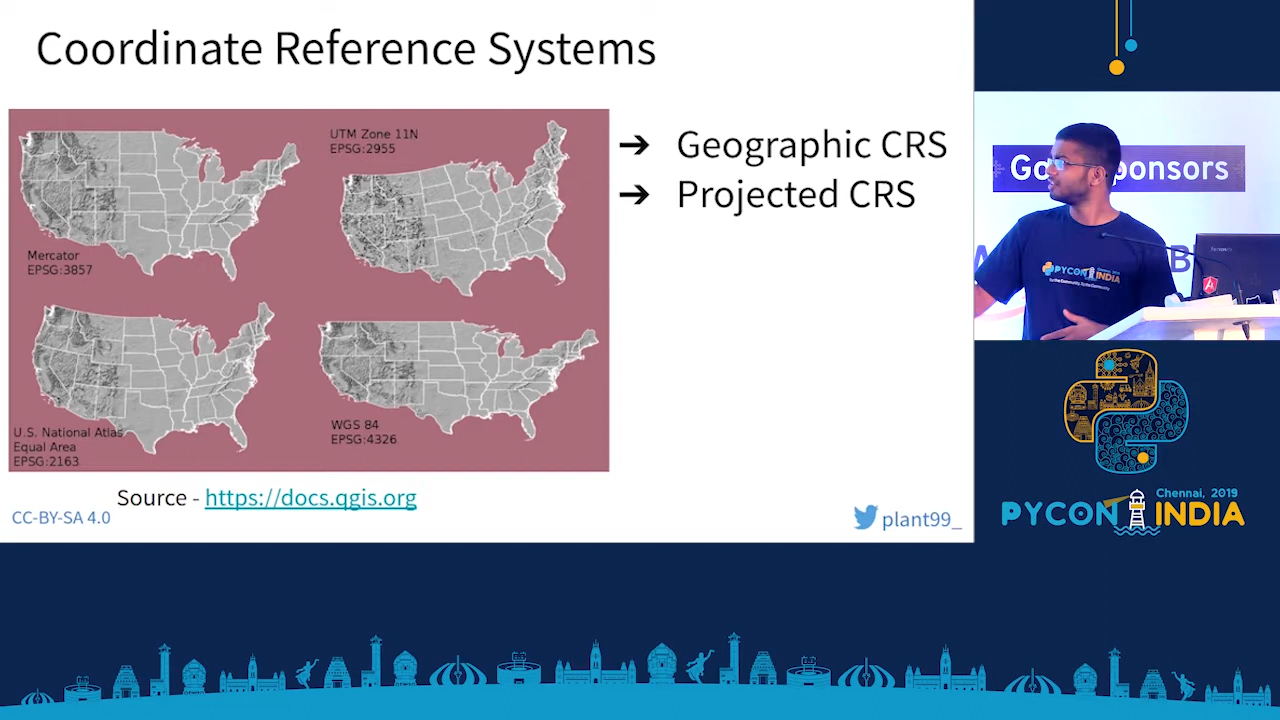 Coordinate Reference Systems
UTM Zone 11N
EPSG:2955
Mercator
EPSG:3857
U.S. National Atlas
Equal Area
EPSG:2163
WGS 84
EPSG:4326
➔ Geographic CRS
➔ Projected CRS
Source - https://docs.qgis.org
CC-BY-SA 4.0
plant99_
PYCON INDIA
Chennai, 2019
PYCON INDIA